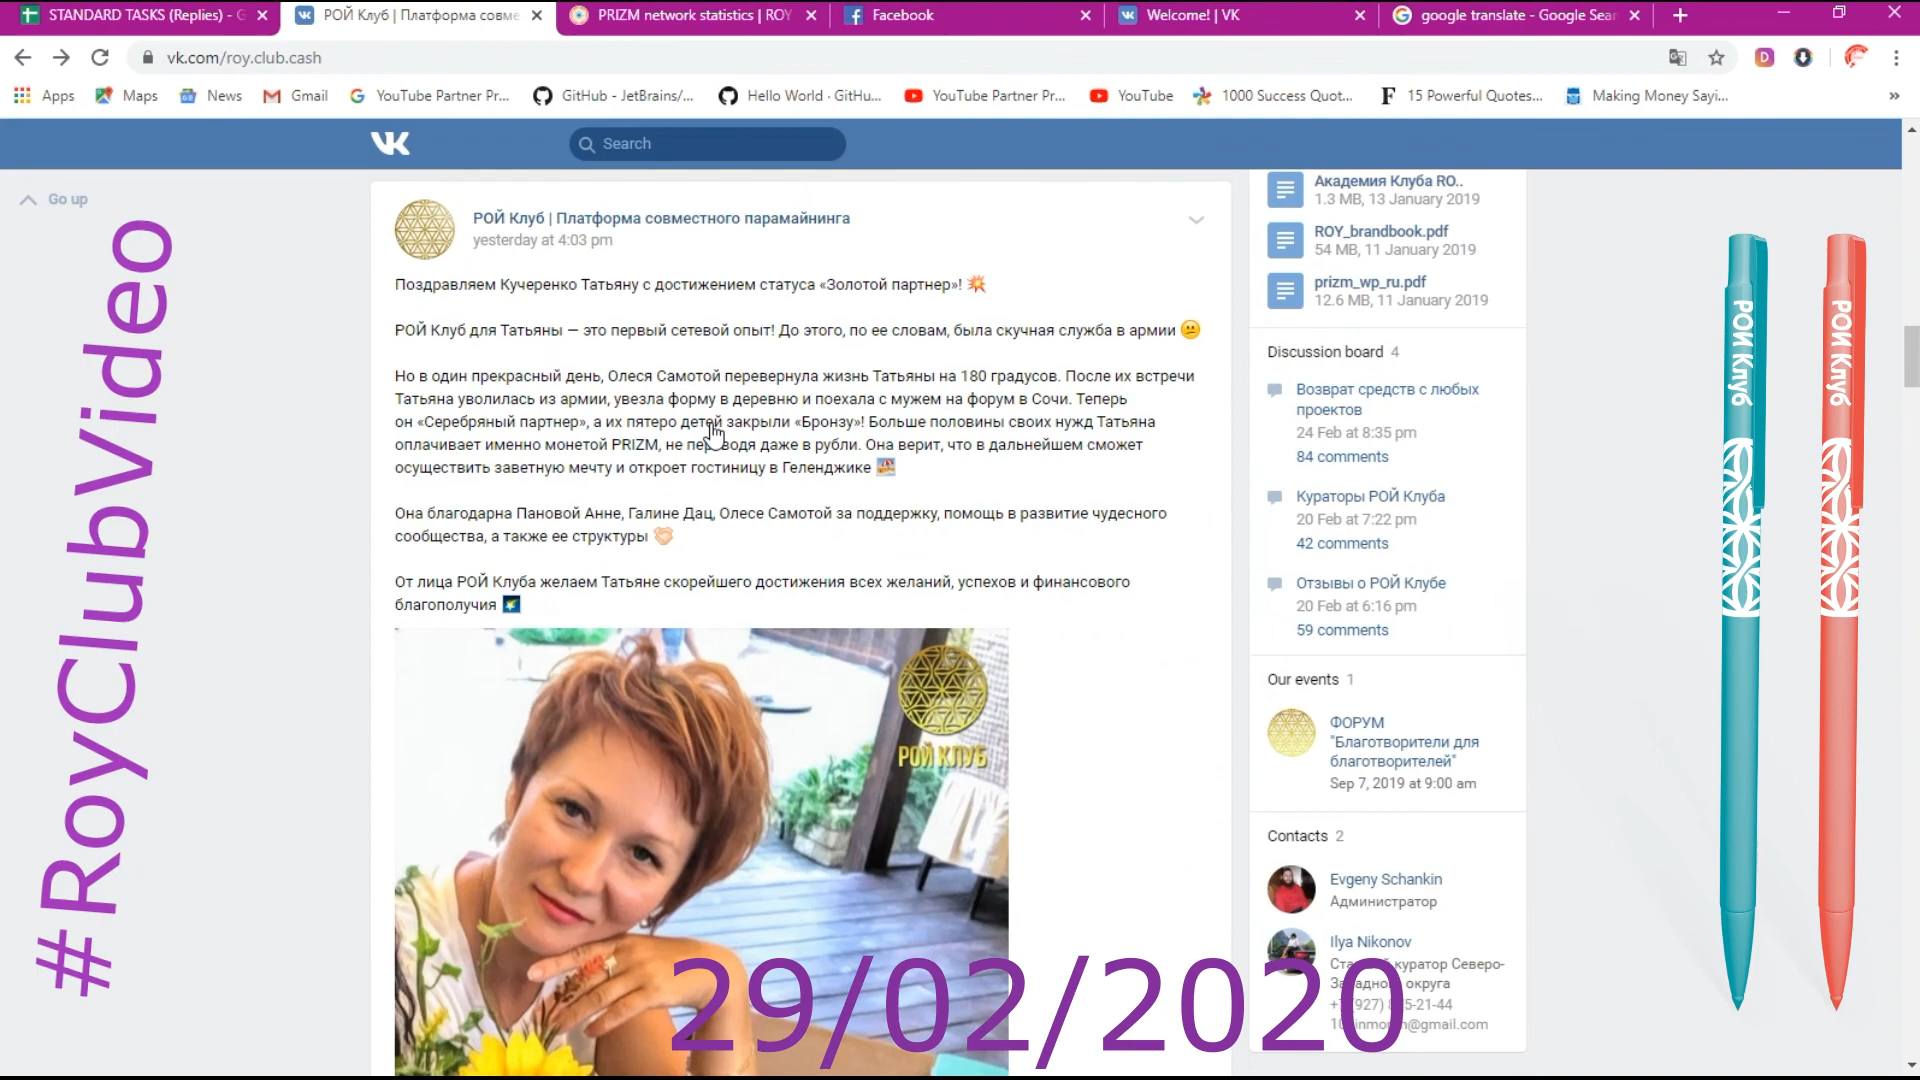 STANDARD TASKS (Replies) - G
РОЙ Клуб | Платформа совме
PRIZM network statistics | ROY
Facebook
Welcome! | VK
google translate - Google Sear
vk.com/roy.club.cash
Apps
Maps
News
Gmail
YouTube Partner Pr...
GitHub - JetBrains/...
Hello World · GitHu...
YouTube Partner Pr...
YouTube
1000 Success Quot...
15 Powerful Quotes...
Making Money Sayi...
Search
Go up
#RoyClubVideo
РОЙ Клуб | Платформа совместного парамайнинга
yesterday at 4:03 pm
Поздравляем Кучеренко Татьяну с достижением статуса «Золотой партнер»! 💥
РОЙ Клуб для Татьяны — это первый сетевой опыт! До этого, по ее словам, была скучная служба в армии 😕
Но в один прекрасный день, Олеся Самотой перевернула жизнь Татьяны на 180 градусов. После их встречи
Татьяна уволилась из армии, увезла форму в деревню и поехала с мужем на форум в Сочи. Теперь
он «Серебряный партнер», а их пятеро детей закрыли «Бронзу»! Больше половины своих нужд Татьяна
оплачивает именно монетой PRIZM, не переводя даже в рубли. Она верит, что в дальнейшем сможет
осуществить заветную мечту и откроет гостиницу в Геленджике
Она благодарна Пановой Анне, Галине Дац, Олесе Самотой за поддержку, помощь в развитие чудесного
сообщества, а также ее структуры
От лица РОЙ Клуба желаем Татьяне скорейшего достижения всех желаний, успехов и финансового
благополучия
РОЙ КЛУБ
Академия Клуба RO..
1.3 MB, 13 January 2019
ROY_brandbook.pdf
54 MB, 11 January 2019
prizm_wp_ru.pdf
12.6 MB, 11 January 2019
Discussion board 4
Возврат средств с любых
проектов
24 Feb at 8:35 pm
84 comments
Кураторы РОЙ Клуба
20 Feb at 7:22 pm
42 comments
Отзывы о РОЙ Клубе
20 Feb at 6:16 pm
59 comments
Our events 1
ФОРУМ
"Благотворители для
благотворителей"
Sep 7, 2019 at 9:00 am
Contacts 2
Evgeny Schankin
Администратор
Ilya Nikonov
куратор Северо-
округа
29/02/2020
РОЙ Клуб
РОЙ Клуб